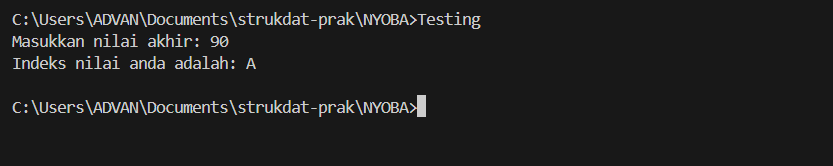 C:\Users\ADVAN\Documents\strukdat-prak\NYOBA>Testing
Masukkan nilai akhir: 90
Indeks nilai anda adalah: A
C:\Users\ADVAN\Documents\strukdat-prak\NYOBA>